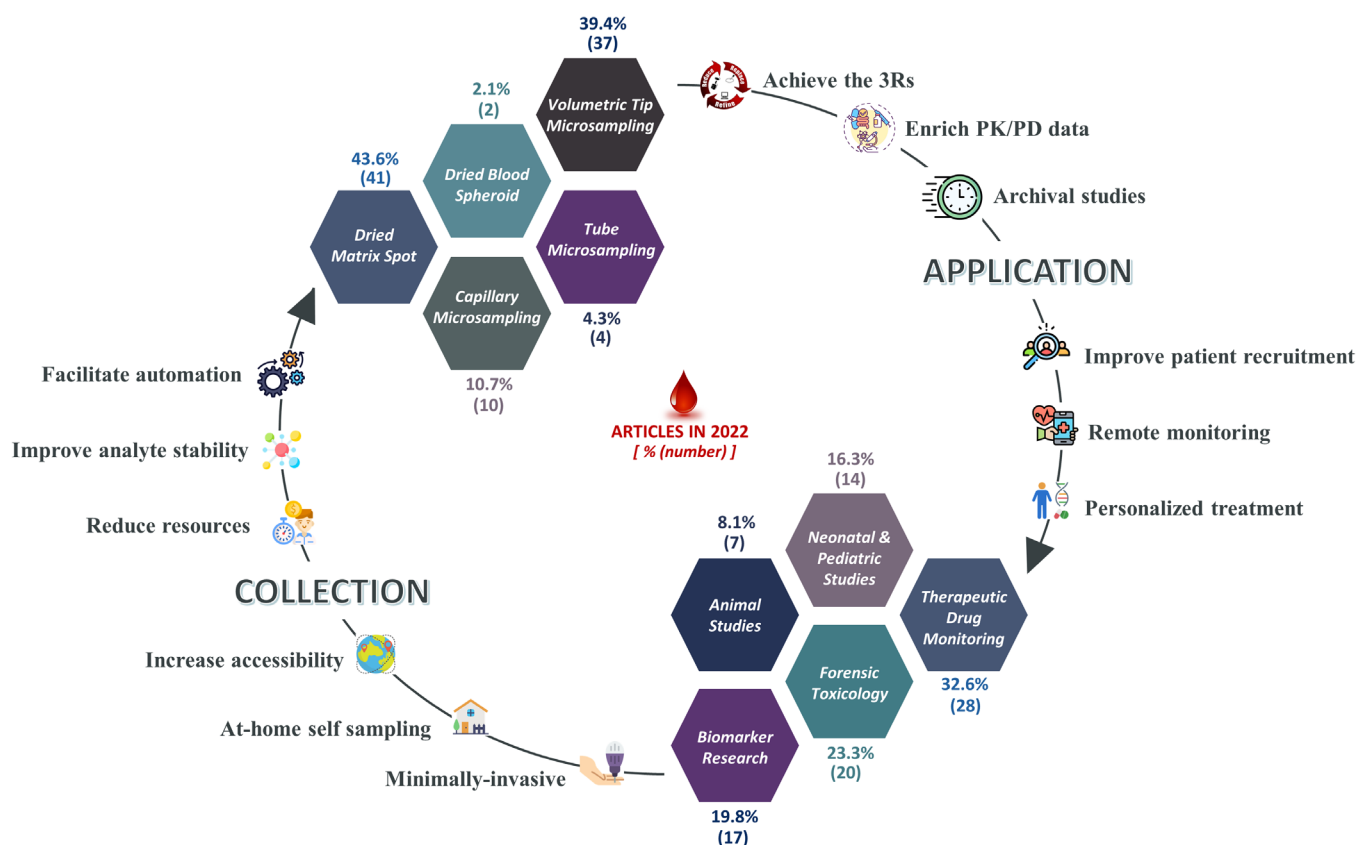 39.4%
(37)
Volumetric Tip
Microsampling
2.1%
(2)
Dried Blood
Spheroid
43.6%
(41)
Dried
Matrix Spot
Tube
Microsampling
4.3%
(4)
Capillary
Microsampling
10.7%
(10)
Reduce
Replace
Refine
Achieve the 3Rs
Enrich PK/PD data
Archival studies
APPLICATION
Improve patient recruitment
Remote monitoring
Personalized treatment
ARTICLES IN 2022
[ % (number) ]
16.3%
(14)
Neonatal &
Pediatric
Studies
8.1%
(7)
Animal
Studies
Therapeutic
Drug
Monitoring
32.6%
(28)
Forensic
Toxicology
23.3%
(20)
Biomarker
Research
19.8%
(17)
Facilitate automation
Improve analyte stability
Reduce resources
COLLECTION
Increase accessibility
At-home self sampling
Minimally-invasive